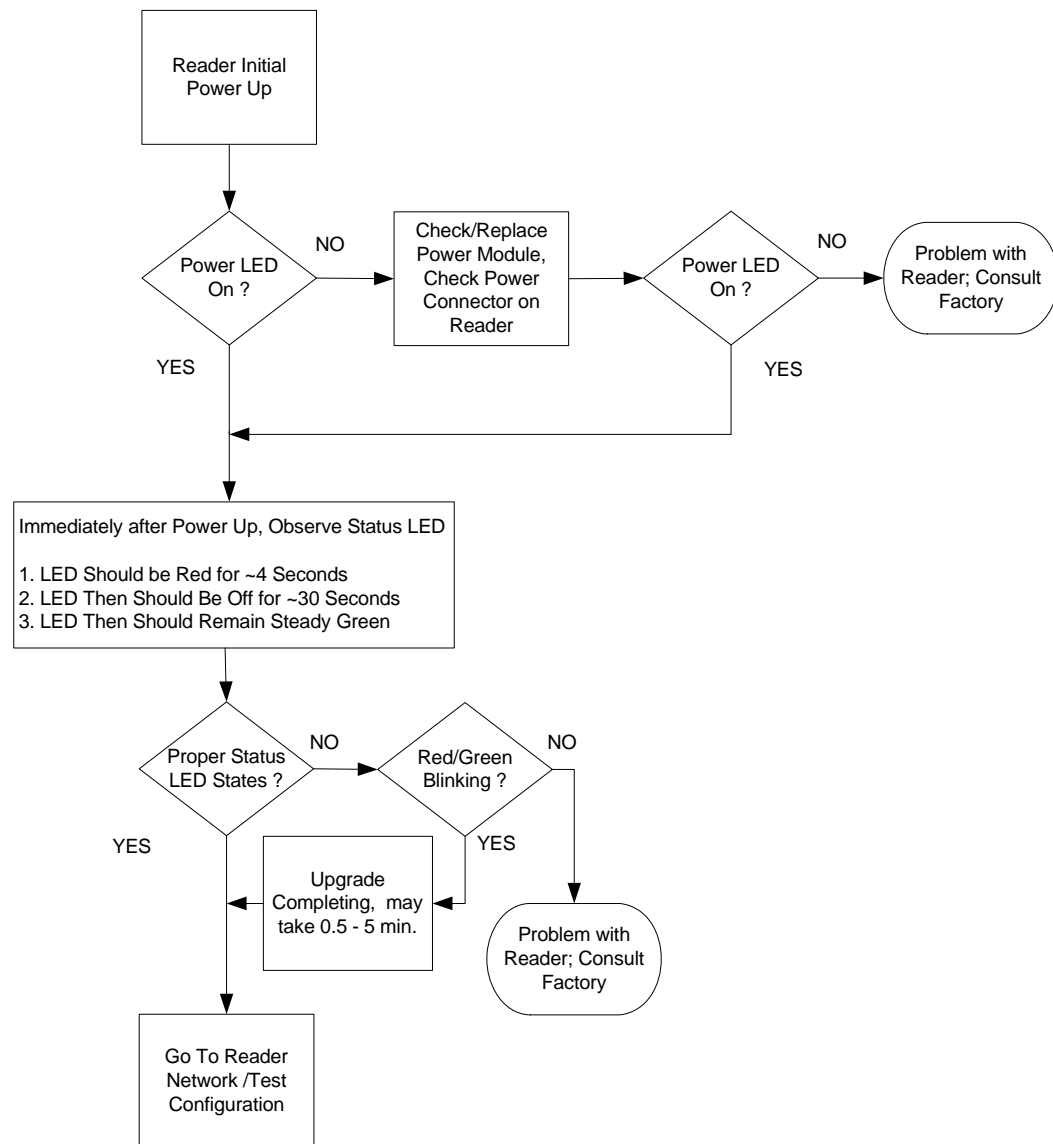 Reader Initial
Power Up
Power LED
On ?
NO
Check/Replace
Power Module,
Check Power
Connector on
Reader
Power LED
On ?
NO
Problem with
Reader; Consult
Factory
YES
YES
Immediately after Power Up, Observe Status LED
1. LED Should be Red for ~4 Seconds
2. LED Then Should Be Off for ~30 Seconds
3. LED Then Should Remain Steady Green
Proper Status
LED States ?
NO
Red/Green
Blinking ?
NO
YES
YES
Upgrade
Completing, may
take 0.5 - 5 min.
Problem with
Reader; Consult
Factory
Go To Reader
Network /Test
Configuration